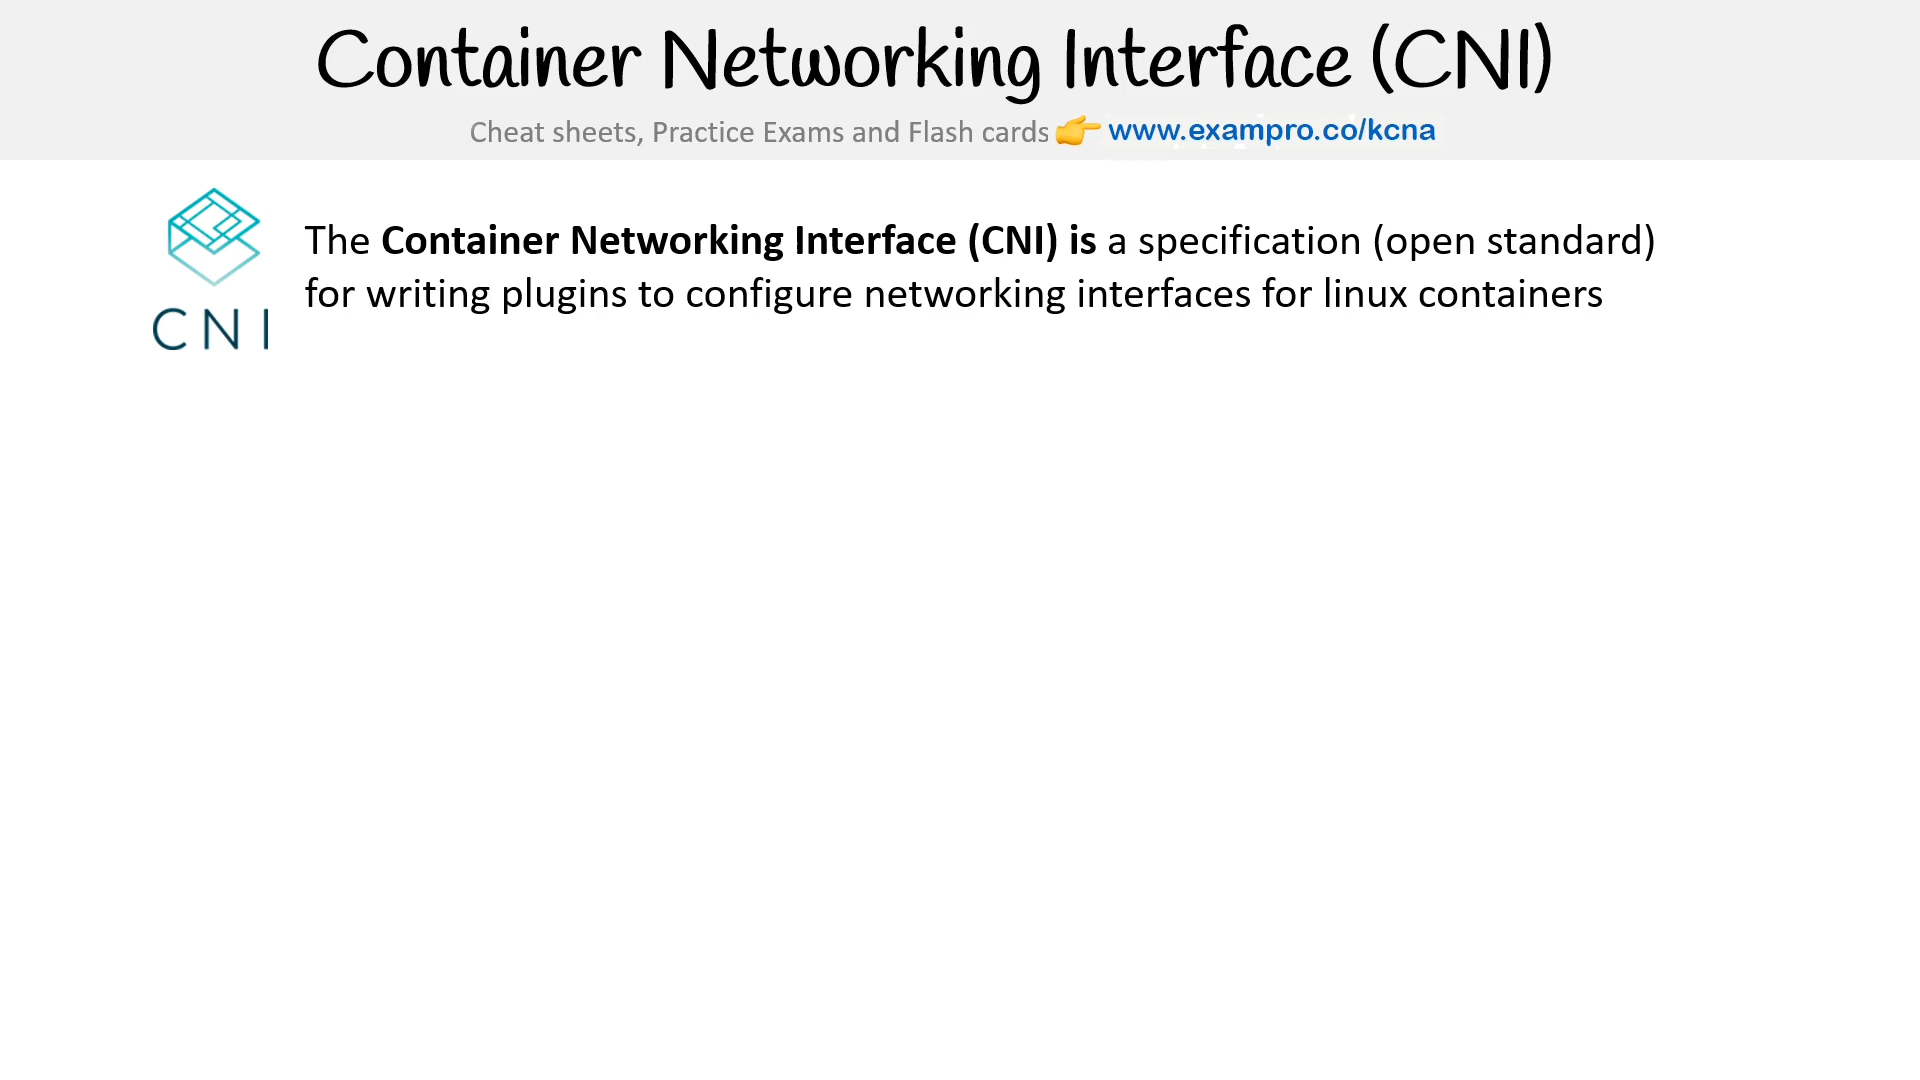 Container Networking Interface (CNI)
Cheat sheets, Practice Exams and Flash cards 👉 www.exampro.co/kcna
The Container Networking Interface (CNI) is a specification (open standard)
for writing plugins to configure networking interfaces for linux containers
CNI